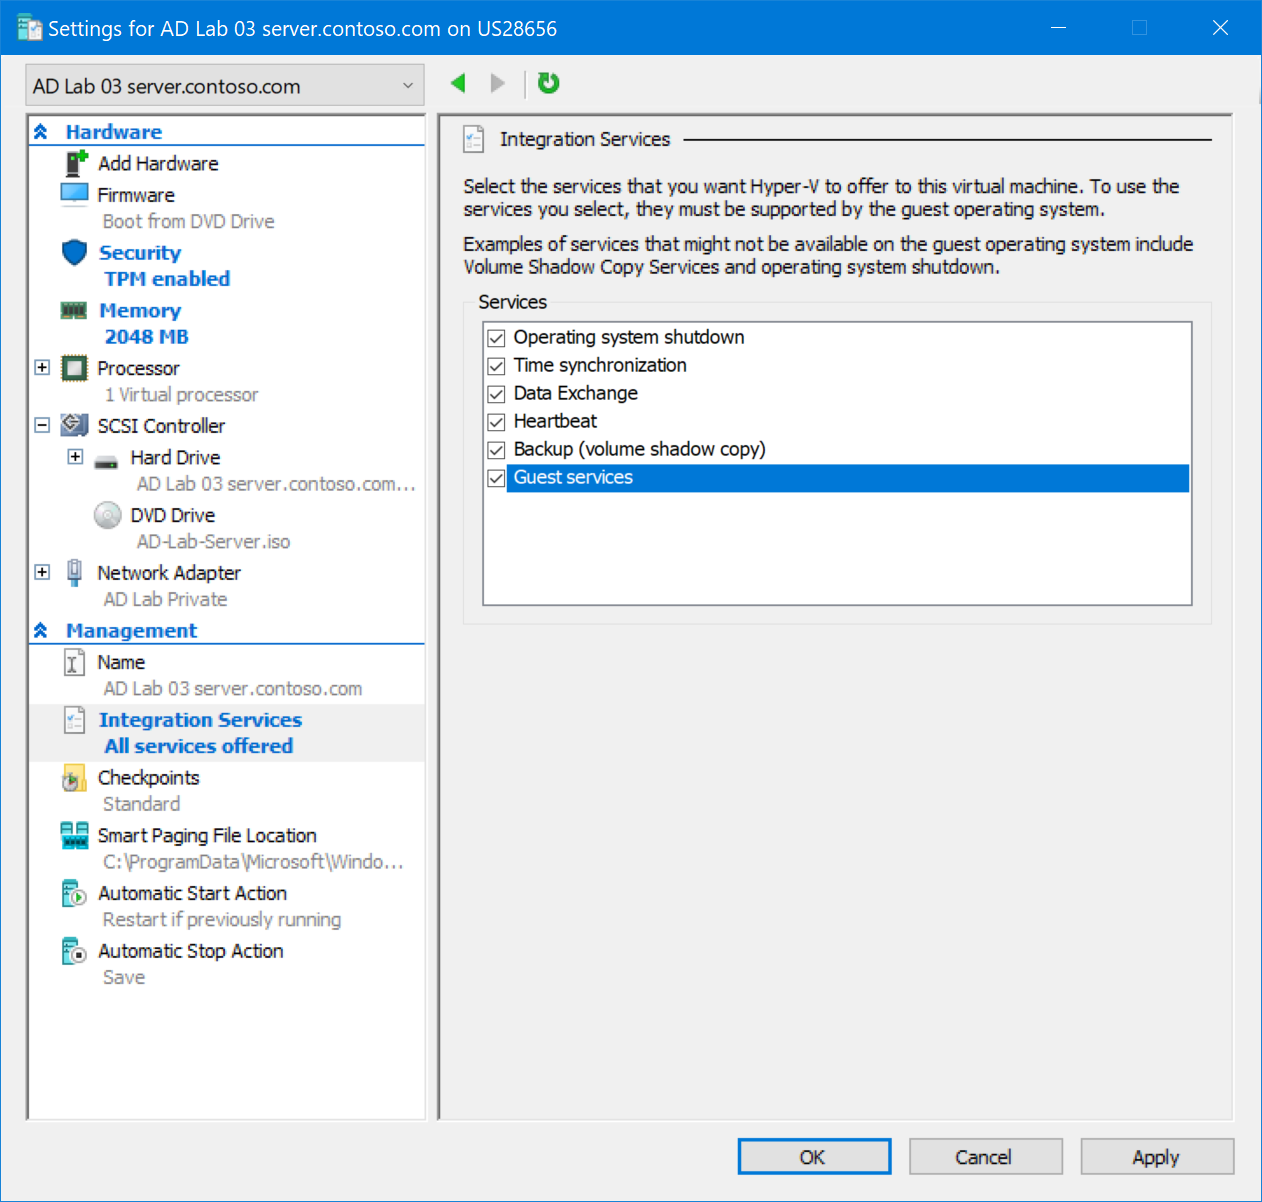 Settings for AD Lab 03 server.contoso.com on US28656
AD Lab 03 server.contoso.com
Hardware
Add Hardware
Firmware
Boot from DVD Drive
Security
TPM enabled
Memory
2048 MB
Processor
1 Virtual processor
SCSI Controller
Hard Drive
AD Lab 03 server.contoso.com...
DVD Drive
AD-Lab-Server.iso
Network Adapter
AD Lab Private
Management
Name
AD Lab 03 server.contoso.com
Integration Services
All services offered
Checkpoints
Standard
Smart Paging File Location
C:\ProgramData\Microsoft\Windo...
Automatic Start Action
Restart if previously running
Automatic Stop Action
Save
Integration Services
Select the services that you want Hyper-V to offer to this virtual machine. To use the
services you select, they must be supported by the guest operating system.
Examples of services that might not be available on the guest operating system include
Volume Shadow Copy Services and operating system shutdown.
Services
Operating system shutdown
Time synchronization
Data Exchange
Heartbeat
Backup (volume shadow copy)
Guest services
OK
Cancel
Apply